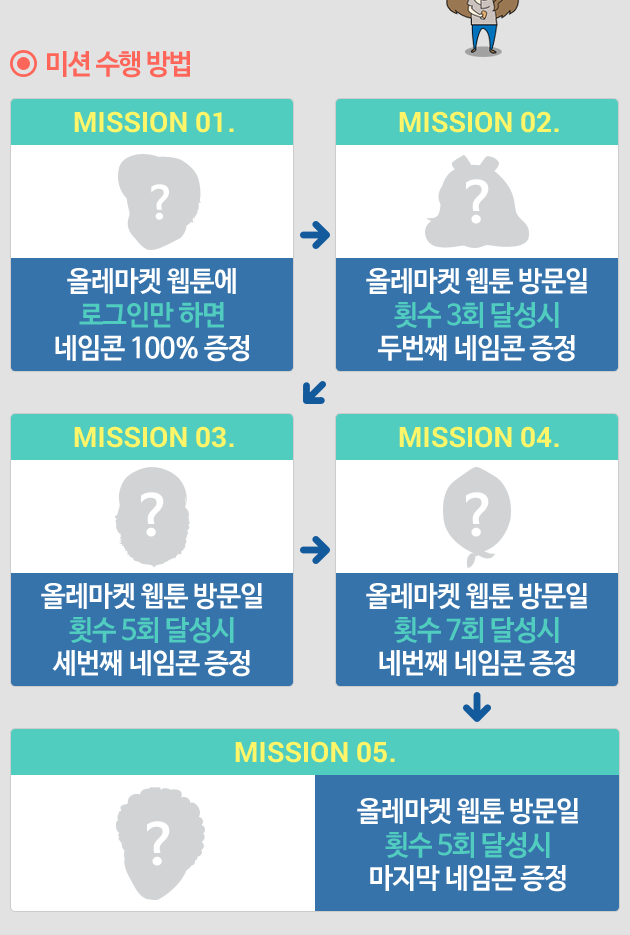 미션 수행 방법
MISSION 01.
?
올레마켓 웹툰에
로그인만 하면
네임콘 100% 증정
MISSION 02.
?
올레마켓 웹툰 방문일
횟수 3회 달성시
두번째 네임콘 증정
MISSION 03.
?
올레마켓 웹툰 방문일
횟수 5회 달성시
세번째 네임콘 증정
MISSION 04.
?
올레마켓 웹툰 방문일
횟수 7회 달성시
네번째 네임콘 증정
MISSION 05.
?
올레마켓 웹툰 방문일
횟수 5회 달성시
마지막 네임콘 증정